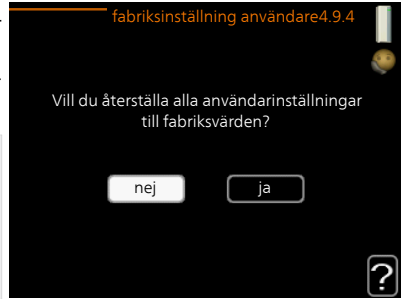 fabriksinställning användare4.9.4
Vill du återställa alla användarinställningar
till fabriksvärden?
nej
ja
?